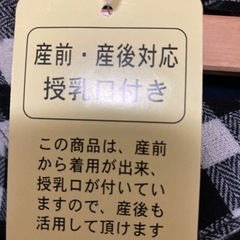 産前・産後対応
授乳口付き
この商品は、産前
から着用が出来、
授乳口が付いてい
ますので、産後も
活用して頂けます